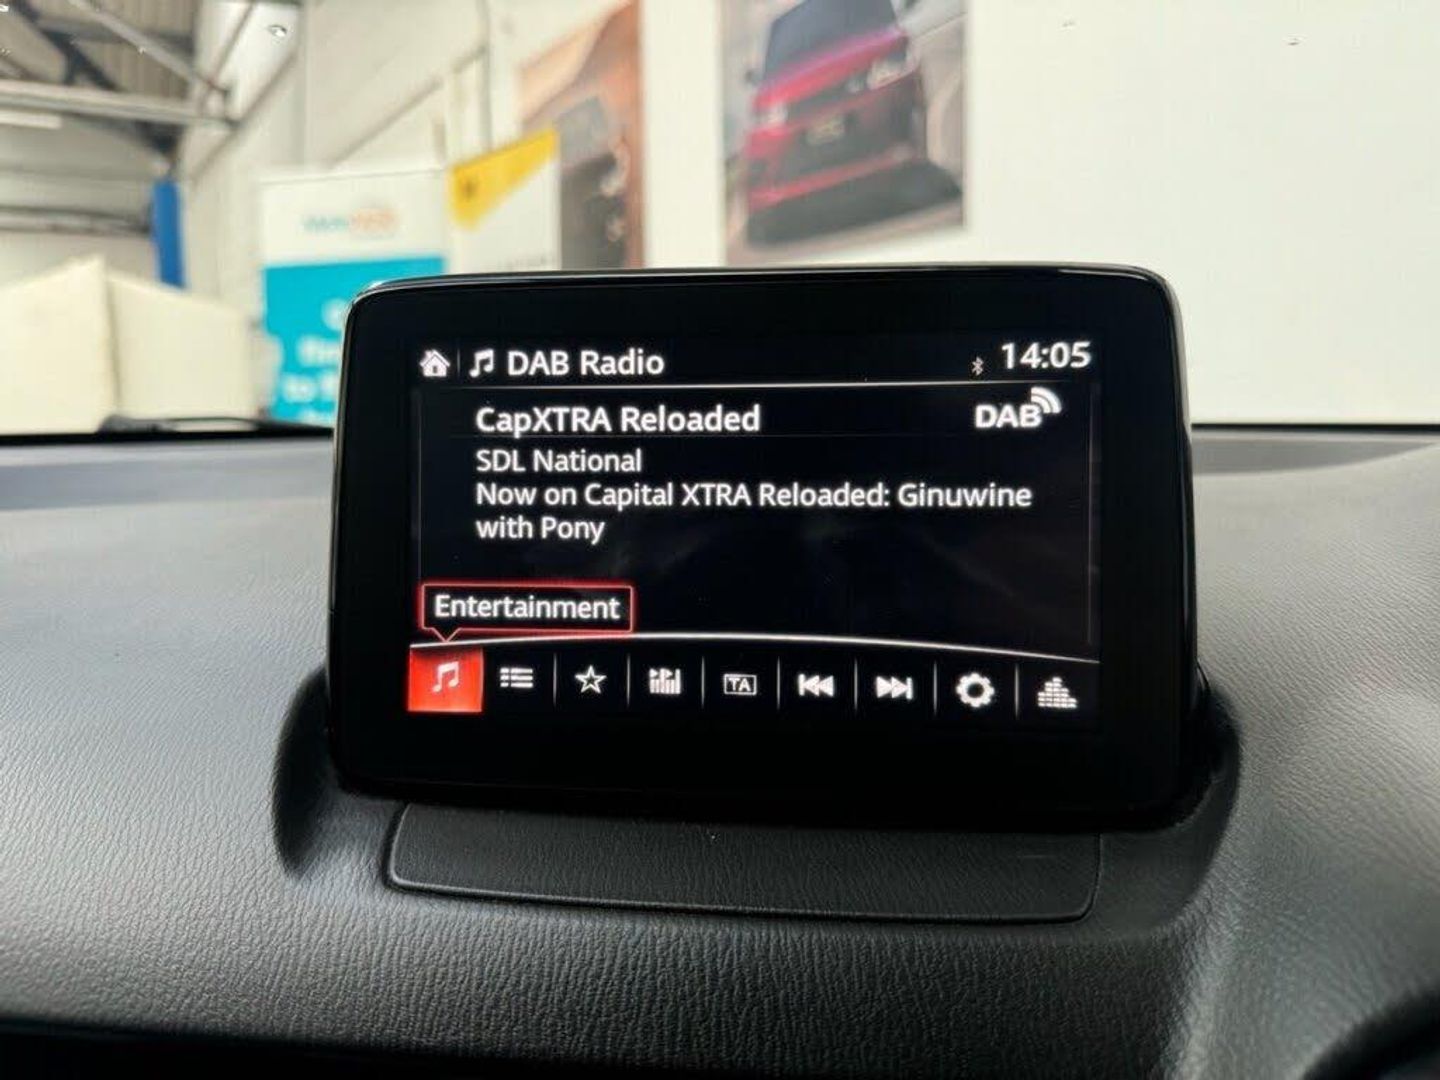 DAB Radio
14:05
CapXTRA Reloaded
DAB
SDL National
Now on Capital XTRA Reloaded: Ginuwine
with Pony
Entertainment
TA